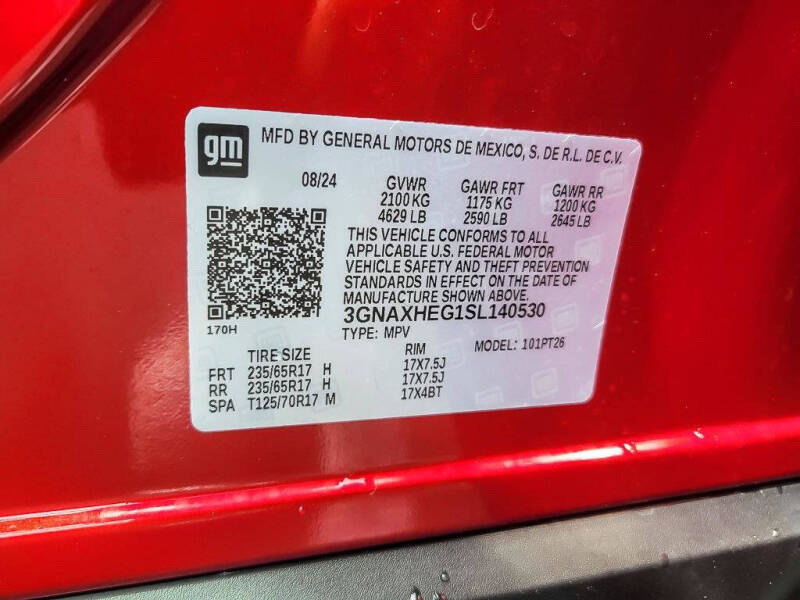 gm MFD BY GENERAL MOTORS DE MEXICO, S. DE R.L. DE C.V.
08/24 GVWR GAWR FRT GAWR RR
2100 KG 1175 KG 1200 KG
4629 LB 2590 LB 2645 LB
THIS VEHICLE CONFORMS TO ALL
APPLICABLE U.S. FEDERAL MOTOR
VEHICLE SAFETY AND THEFT PREVENTION
STANDARDS IN EFFECT ON THE DATE OF
MANUFACTURE SHOWN ABOVE.
170H 3GNAXHEG1SL140530
TYPE: MPV MODEL: 101PT26
TIRE SIZE RIM
FRT 235/65R17 H 17X7.5J
RR 235/65R17 H 17X7.5J
SPA T125/70R17 M 17X4BT